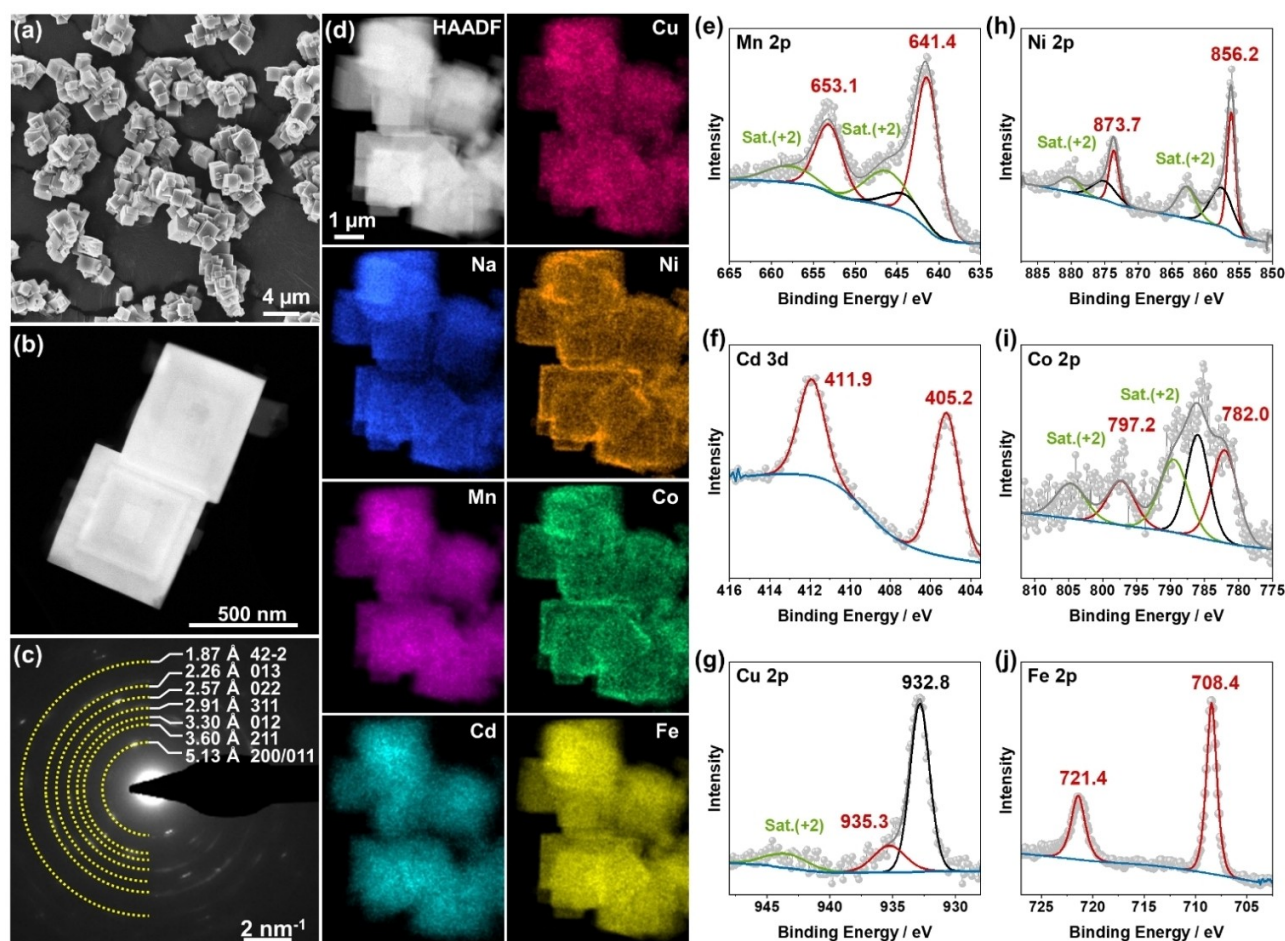 (a)
4 μm
(b)
500 nm
(c)
1.87 Å 42-2
2.26 Å 013
2.57 Å 022
2.91 Å 311
3.30 Å 012
3.60 Å 211
5.13 Å 200/011
2 nm-1
(d)
HAADF
1 μm
Cu
Na
Ni
Mn
Co
Cd
Fe
(e)
Mn 2p
641.4
653.1
Sat.(+2)
Sat.(+2)
Intensity
665 660 655 650 645 640 635
Binding Energy / eV
(f)
Cd 3d
411.9
405.2
Intensity
416 414 412 410 408 406 404
Binding Energy / eV
(g)
Cu 2p
932.8
935.3
Sat.(+2)
Intensity
945 940 935 930
Binding Energy / eV
(h)
Ni 2p
856.2
873.7
Sat.(+2)
Sat.(+2)
Intensity
885 880 875 870 865 860 855 850
Binding Energy / eV
(i)
Co 2p
Sat.(+2)
782.0
797.2
Sat.(+2)
Intensity
810 805 800 795 790 785 780 775
Binding Energy / eV
(j)
Fe 2p
708.4
721.4
Intensity
725 720 715 710 705
Binding Energy / eV